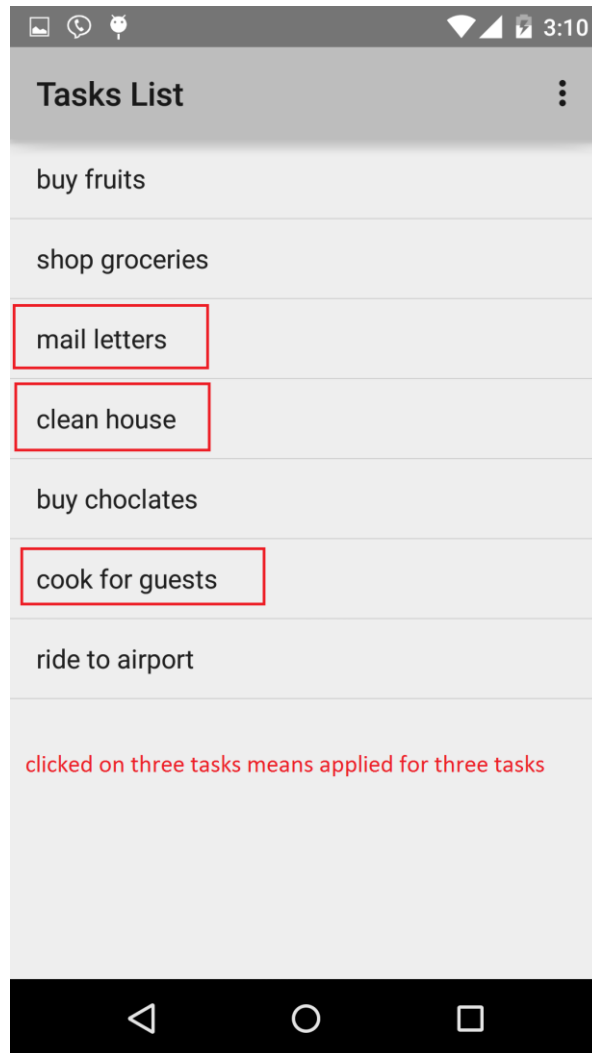 3:10
Tasks List
buy fruits
shop groceries
mail letters
clean house
buy choclates
cook for guests
ride to airport
clicked on three tasks means applied for three tasks